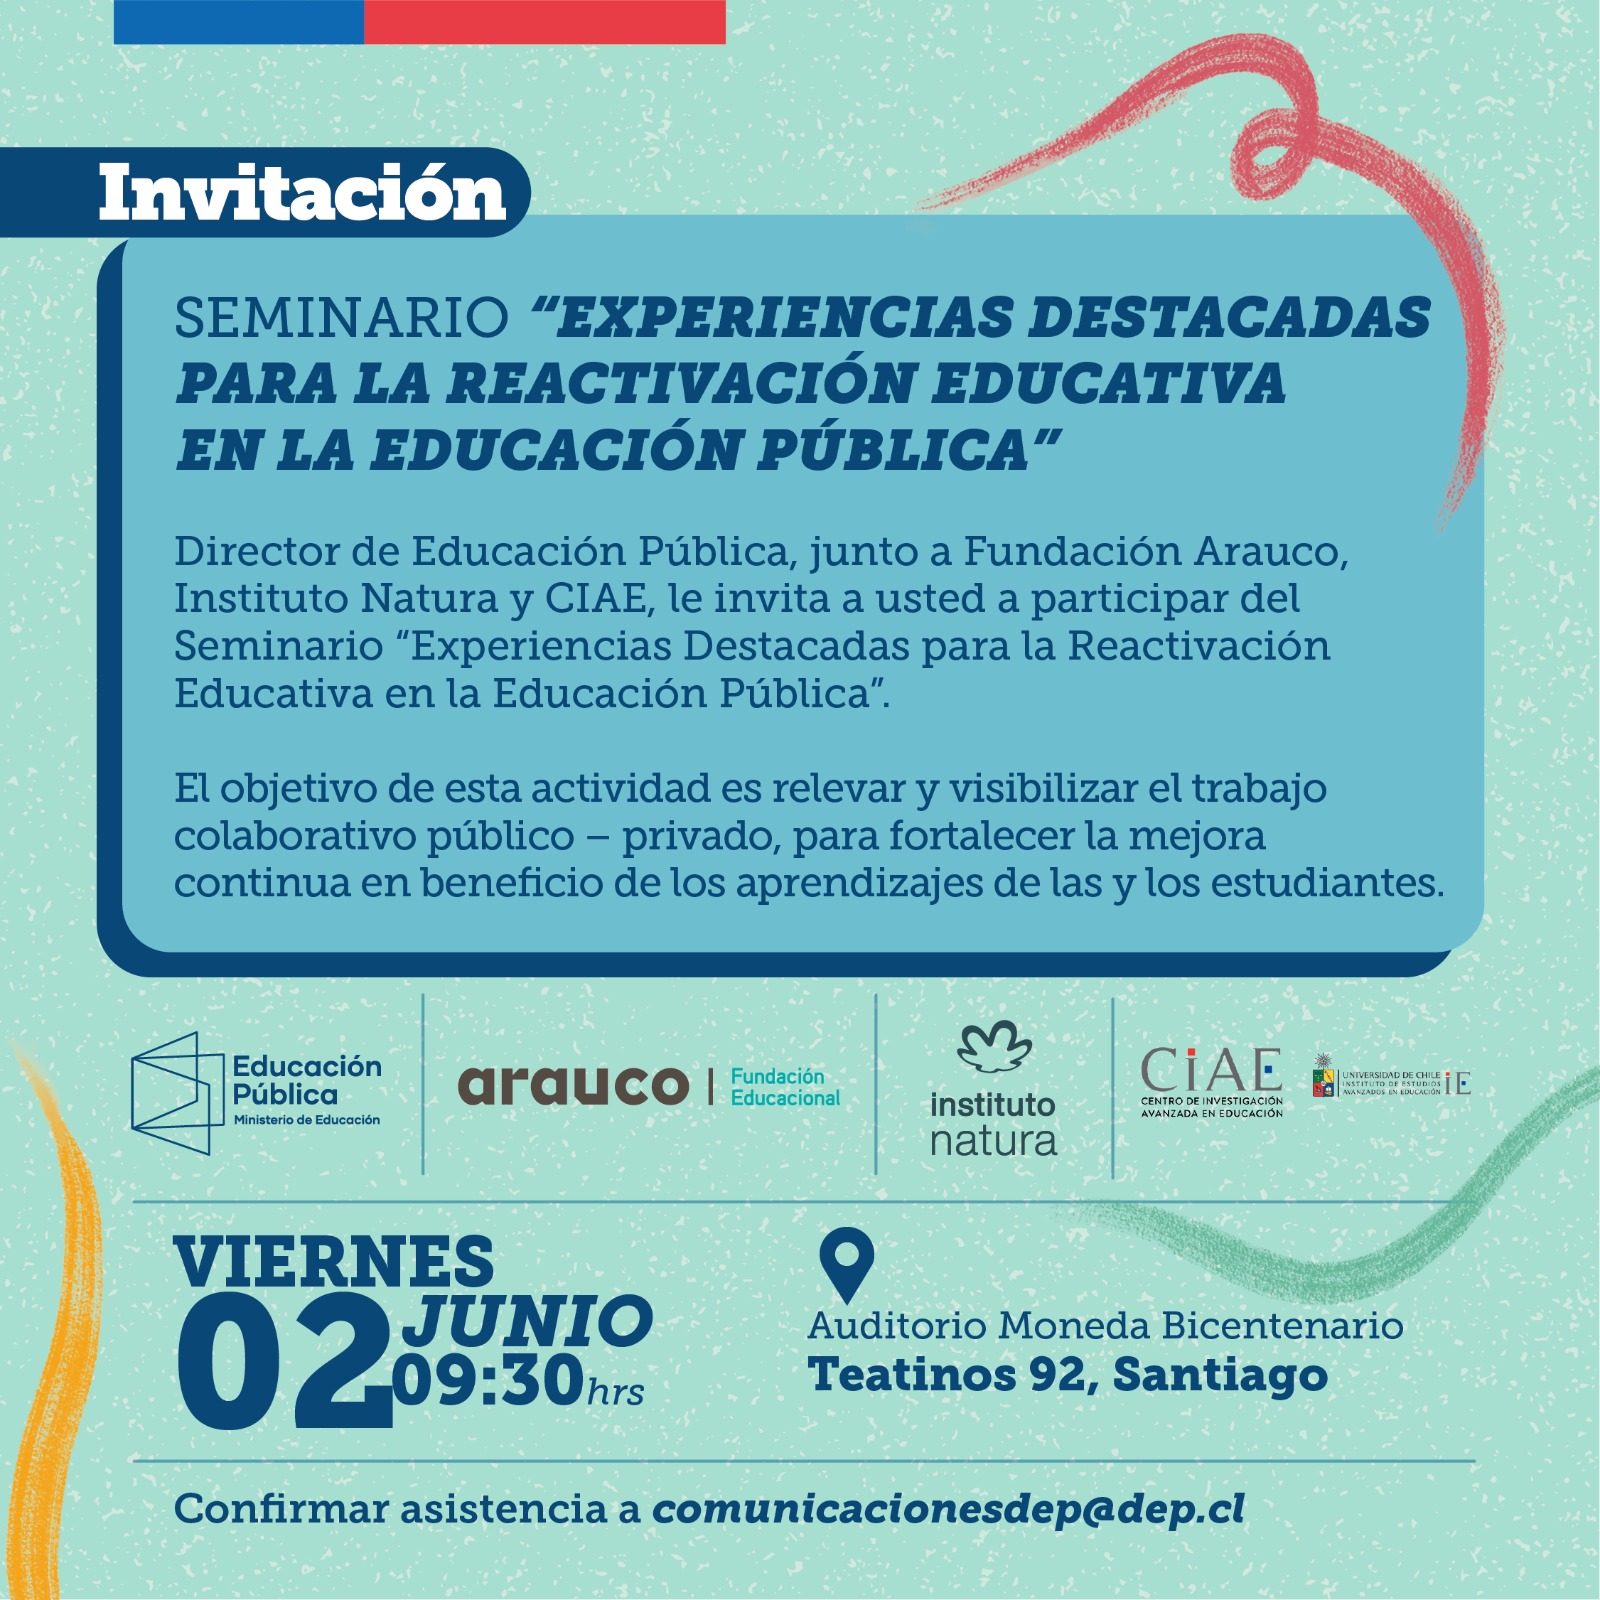 Invitación
SEMINARIO “EXPERIENCIAS DESTACADAS
PARA LA REACTIVACIÓN EDUCATIVA
EN LA EDUCACIÓN PÚBLICA”
Director de Educación Pública, junto a Fundación Arauco,
Instituto Natura y CIAE, le invita a usted a participar del
Seminario “Experiencias Destacadas para la Reactivación
Educativa en la Educación Pública”.
El objetivo de esta actividad es relevar y visibilizar el trabajo
colaborativo público – privado, para fortalecer la mejora
continua en beneficio de los aprendizajes de las y los estudiantes.
Educación
Pública
Ministerio de Educación
arauco
Fundación
Educacional
instituto
natura
CiAE
CENTRO DE INVESTIGACIÓN
AVANZADA EN EDUCACIÓN
UNIVERSIDAD DE CHILE
INSTITUTO DE ESTUDIOS
AVANZADOS EN EDUCACIÓN
iE
VIERNES
02 JUNIO
09:30 hrs
Auditorio Moneda Bicentenario
Teatinos 92, Santiago
Confirmar asistencia a comunicacionesdep@dep.cl